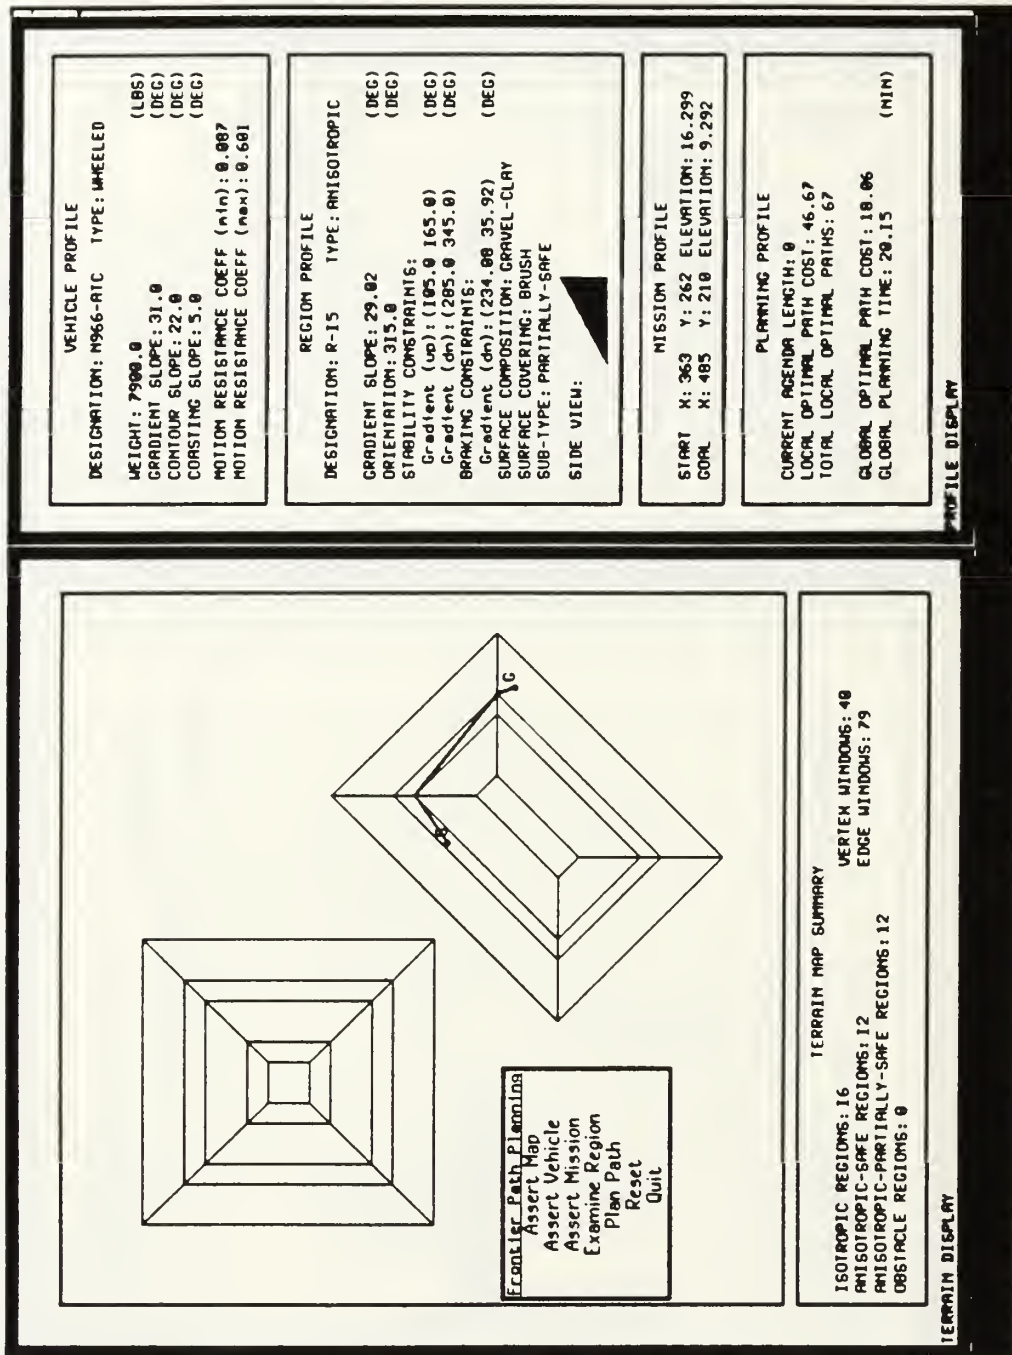 S
G
Frontier Path Planning
Assert Map
Assert Vehicle
Assert Mission
Examine Region
Plan Path
Reset
Quit
TERRAIN MAP SUMMARY
ISOTROPIC REGIONS: 16 VERTEX WINDOWS: 40
ANISOTROPIC-SAFE REGIONS: 12 EDGE WINDOWS: 79
ANISOTROPIC-PARTIALLY-SAFE REGIONS: 12
OBSTACLE REGIONS: 0
TERRAIN DISPLAY
VEHICLE PROFILE
DESIGNATION: M966-ATC TYPE: WHEELED
WEIGHT: 7900.0 (LBS)
GRADIENT SLOPE: 31.0 (DEG)
CONTOUR SLOPE: 22.0 (DEG)
COASTING SLOPE: 5.0 (DEG)
MOTION RESISTANCE COEFF (min): 0.087
MOTION RESISTANCE COEFF (max): 0.601
REGION PROFILE
DESIGNATION: R-15 TYPE: ANISOTROPIC
GRADIENT SLOPE: 29.02 (DEG)
ORIENTATION: 315.0 (DEG)
STABILITY CONSTRAINTS:
Gradient (up): (105.0 165.0) (DEG)
Gradient (dn): (285.0 345.0) (DEG)
BRAKING CONSTRAINTS:
Gradient (dn): (234.08 35.92) (DEG)
SURFACE COMPOSITION: GRAVEL-CLAY
SURFACE COVERING: BRUSH
SUB-TYPE: PARTIALLY-SAFE
SIDE VIEW:
MISSION PROFILE
START X: 363 Y: 262 ELEVATION: 16.299
GOAL X: 485 Y: 210 ELEVATION: 9.292
PLANNING PROFILE
CURRENT AGENDA LENGTH: 0
LOCAL OPTIMAL PATH COST: 46.67
TOTAL LOCAL OPTIMAL PATHS: 67
GLOBAL OPTIMAL PATH COST: 18.06
GLOBAL PLANNING TIME: 20.15 (MIN)
PROFILE DISPLAY